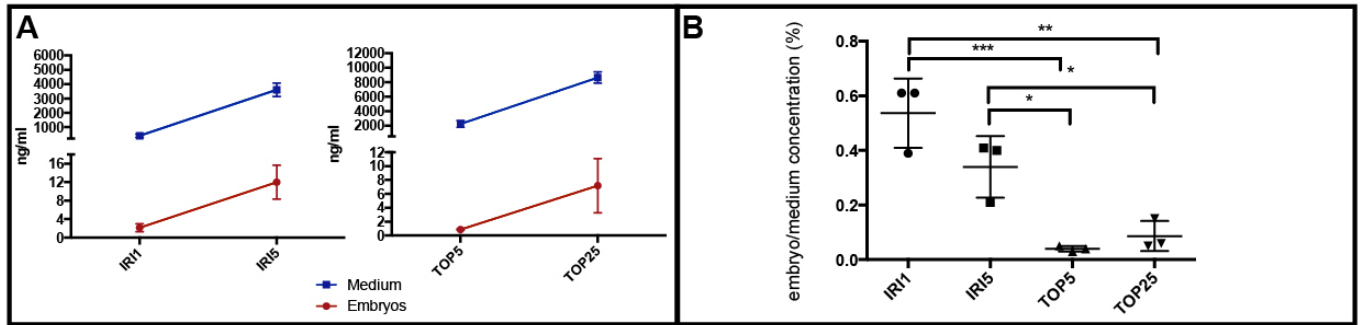 A
6000
5000
4000
3000
2000
1000
16
12
8
4
0
ng/ml
IRI1
IRI5
12000
10000
8000
6000
4000
2000
12
10
8
6
4
2
0
ng/ml
TOP5
TOP25
Medium
Embryos
B
embryo/medium concentration (%)
0.8
0.6
0.4
0.2
0.0
**
***
*
*
IRI1
IRI5
TOP5
TOP25